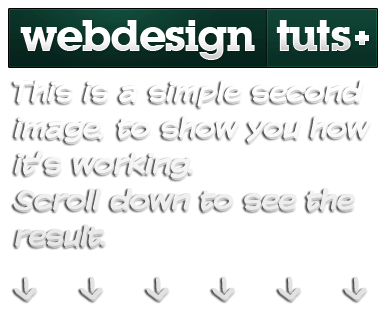 webdesign tuts+
This is a simple second
image, to show you how
it's working.
Scroll down to see the
result.